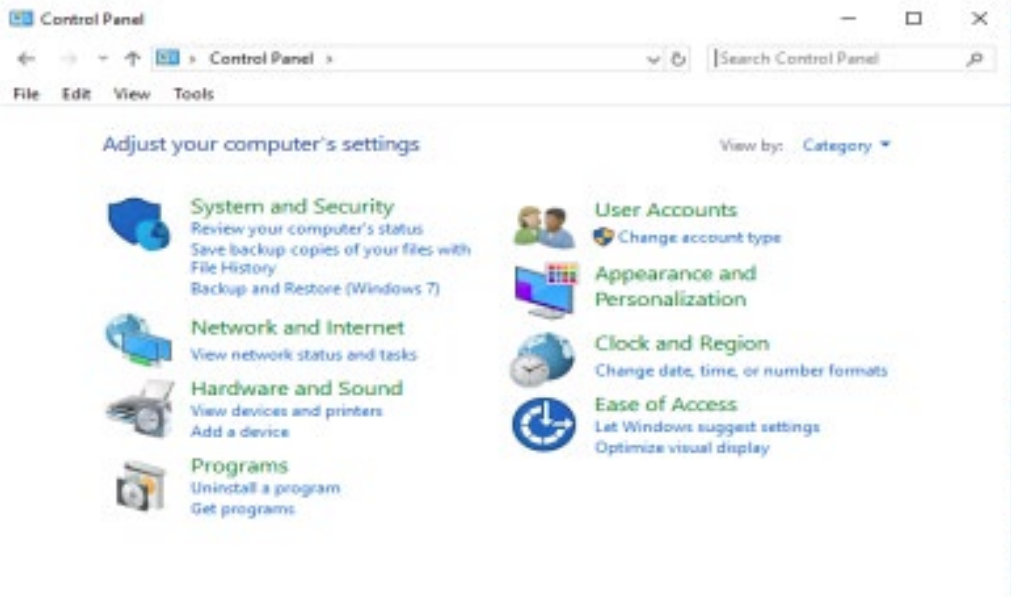 Control Panel
Control Panel
Search Control Panel
File Edit View Tools
Adjust your computer's settings
View by: Category
System and Security
Review your computer's status
Save backup copies of your files with
File History
Backup and Restore (Windows 7)
Network and Internet
View network status and tasks
Hardware and Sound
View devices and printers
Add a device
Programs
Uninstall a program
Get programs
User Accounts
Change account type
Appearance and
Personalization
Clock and Region
Change date, time, or number formats
Ease of Access
Let Windows suggest settings
Optimize visual display